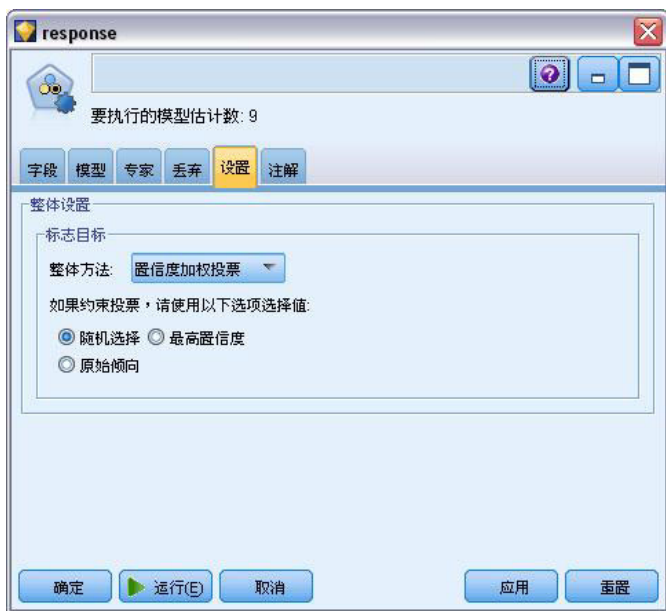 response
要执行的模型估计数: 9
字段 模型 专家 丢弃 设置 注解
整体设置
标志目标
整体方法: 置信度加权投票
如果约束投票，请使用以下选项选择值:
随机选择 最高置信度
原始倾向
确定 运行(E) 取消 应用 重置